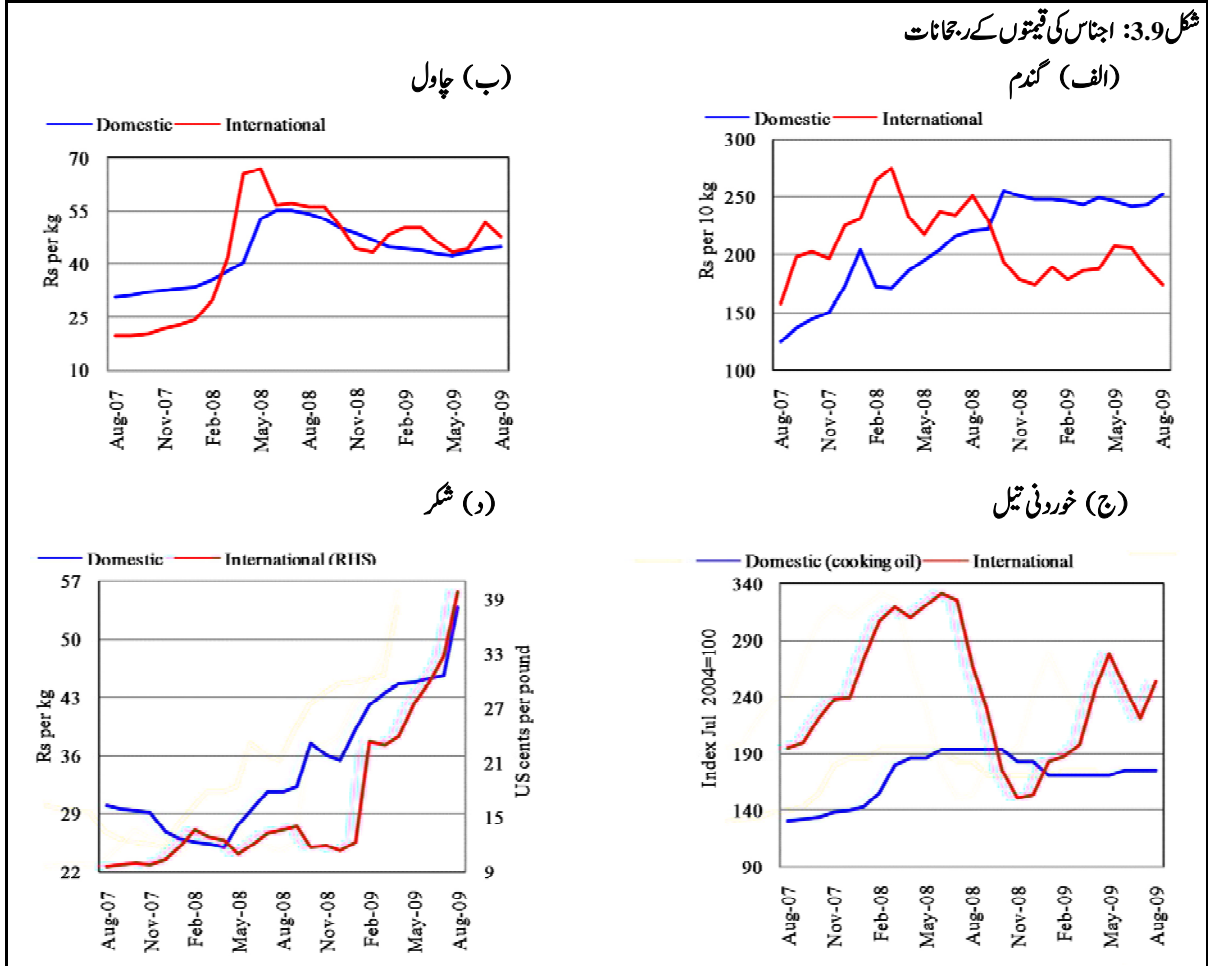 شکل 3.9: اجناس کی قیمتوں کے رجحانات
(الف) گندم
Domestic International
Rs per 10 kg
300
250
200
150
100
Aug-07 Nov-07 Feb-08 May-08 Aug-08 Nov-08 Feb-09 May-09 Aug-09
(ب) چاول
Domestic International
Rs per kg
70
55
40
25
10
Aug-07 Nov-07 Feb-08 May-08 Aug-08 Nov-08 Feb-09 May-09 Aug-09
(ج) خوردنی تیل
Domestic (cooking oil) International
Index Jul 2004=100
340
290
240
190
140
90
Aug-07 Nov-07 Feb-08 May-08 Aug-08 Nov-08 Feb-09 May-09 Aug-09
(د) شکر
Domestic International (RHS)
Rs per kg
57
50
43
36
29
22
US cents per pound
39
33
27
21
15
9
Aug-07 Nov-07 Feb-08 May-08 Aug-08 Nov-08 Feb-09 May-09 Aug-09